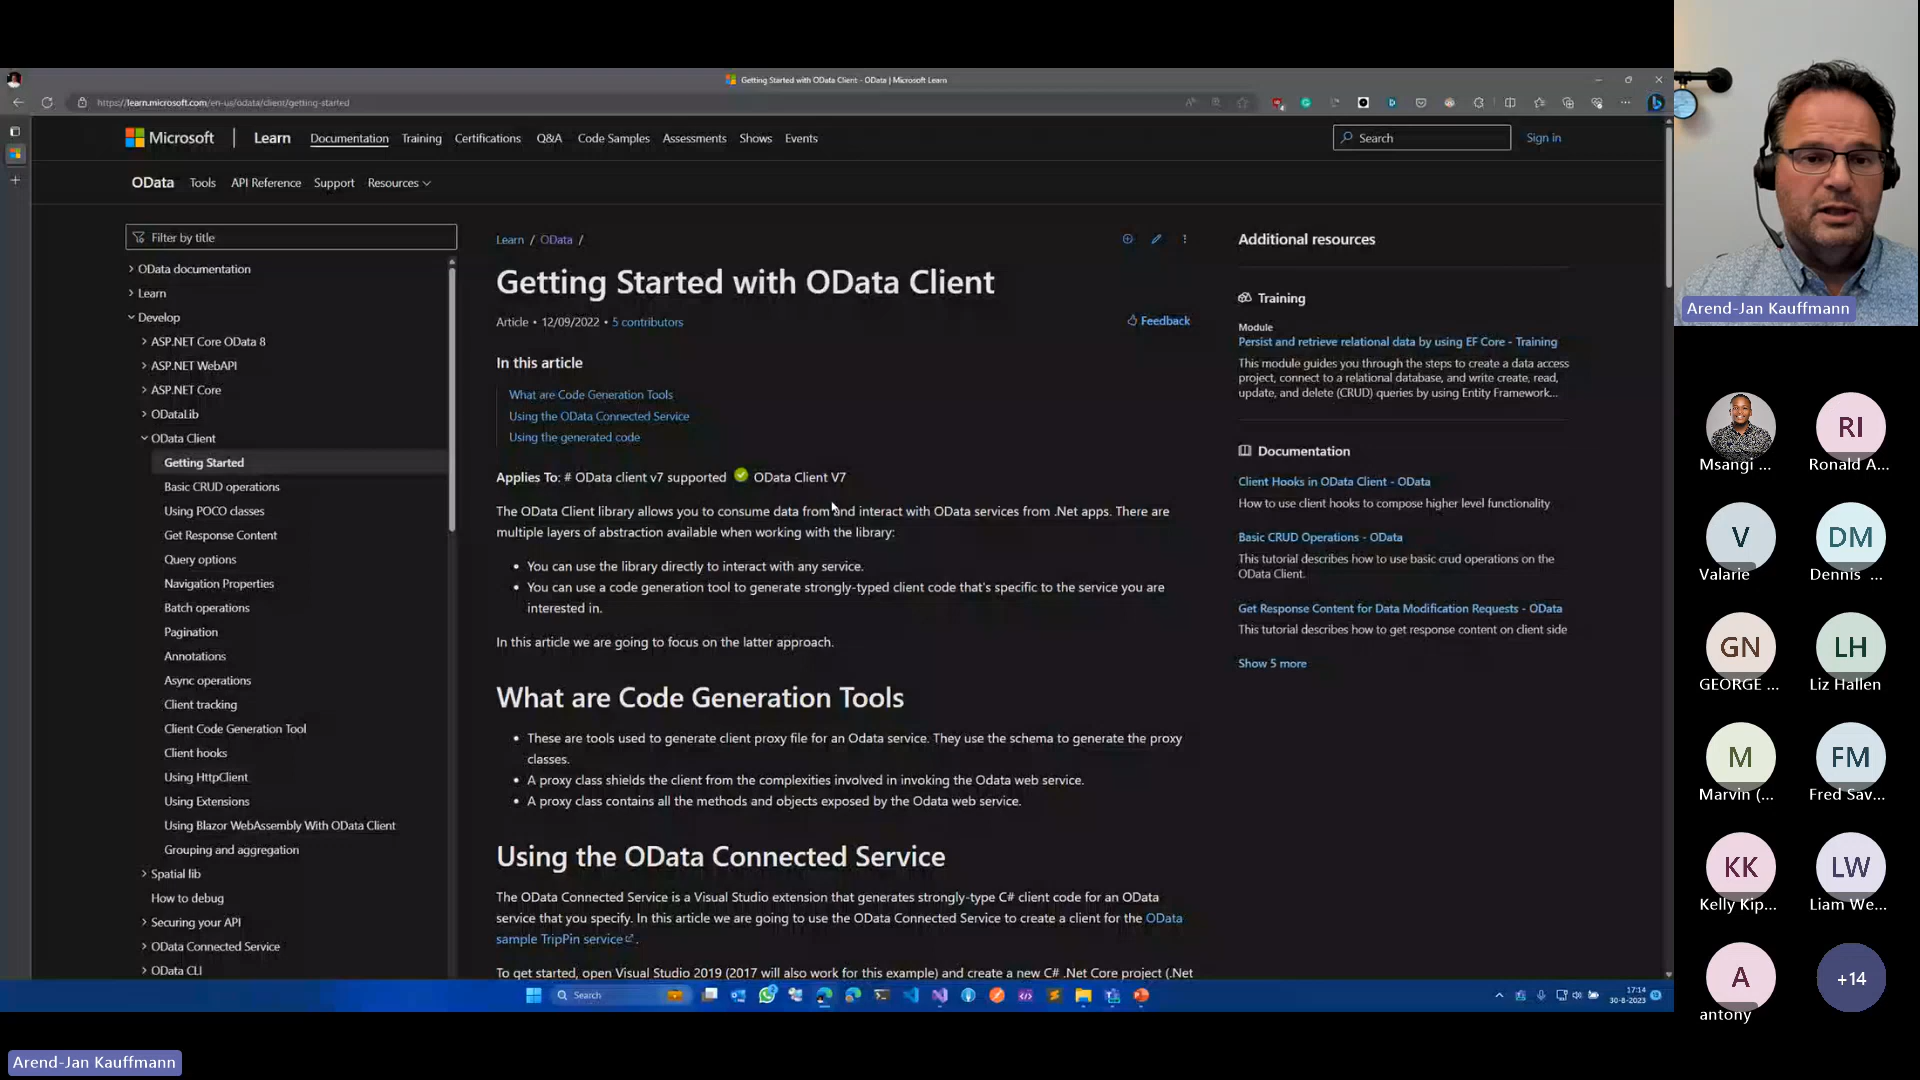 Getting Started with OData Client - OData | Microsoft Learn
https://learn.microsoft.com/en-us/odata/client/getting-started
Microsoft
Learn
Documentation
Training
Certifications
Q&A
Code Samples
Assessments
Shows
Events
Search
Sign in
OData
Tools
API Reference
Support
Resources
Filter by title
OData documentation
Learn
Develop
ASP.NET Core OData 8
ASP.NET WebAPI
ASP.NET Core
ODataLib
OData Client
Getting Started
Basic CRUD operations
Using POCO classes
Get Response Content
Query options
Navigation Properties
Batch operations
Pagination
Annotations
Async operations
Client tracking
Client Code Generation Tool
Client hooks
Using HttpClient
Using Extensions
Using Blazor WebAssembly With OData Client
Grouping and aggregation
Spatial lib
How to debug
Securing your API
OData Connected Service
OData CLI
Learn / OData /
Getting Started with OData Client
Article • 12/09/2022 • 5 contributors
Feedback
In this article
What are Code Generation Tools
Using the OData Connected Service
Using the generated code
Applies To: # OData client v7 supported OData Client V7
The OData Client library allows you to consume data from and interact with OData services from .Net apps. There are
multiple layers of abstraction available when working with the library:
• You can use the library directly to interact with any service.
• You can use a code generation tool to generate strongly-typed client code that's specific to the service you are
interested in.
In this article we are going to focus on the latter approach.
What are Code Generation Tools
• These are tools used to generate client proxy file for an Odata service. They use the schema to generate the proxy
classes.
• A proxy class shields the client from the complexities involved in invoking the Odata web service.
• A proxy class contains all the methods and objects exposed by the Odata web service.
Using the OData Connected Service
The OData Connected Service is a Visual Studio extension that generates strongly-type C# client code for an OData
service that you specify. In this article we are going to use the OData Connected Service to create a client for the OData
sample TripPin service.
To get started, open Visual Studio 2019 (2017 will also work for this example) and create a new C# .Net Core project (.Net
Additional resources
Training
Module
Persist and retrieve relational data by using EF Core - Training
This module guides you through the steps to create a data access
project, connect to a relational database, and write create, read,
update, and delete (CRUD) queries by using Entity Framework...
Documentation
Client Hooks in OData Client - OData
How to use client hooks to compose higher level functionality
Basic CRUD Operations - OData
This tutorial describes how to use basic crud operations on the
OData Client.
Get Response Content for Data Modification Requests - OData
This tutorial describes how to get response content on client side
Show 5 more
Search
17:14
30-8-2023
Arend-Jan Kauffmann
Msangi ...
RI
Ronald A...
V
Valarie
DM
Dennis ...
GN
GEORGE ...
LH
Liz Hallen
M
Marvin (...
FM
Fred Sav...
KK
Kelly Kip...
LW
Liam We...
A
antony
+14
Arend-Jan Kauffmann